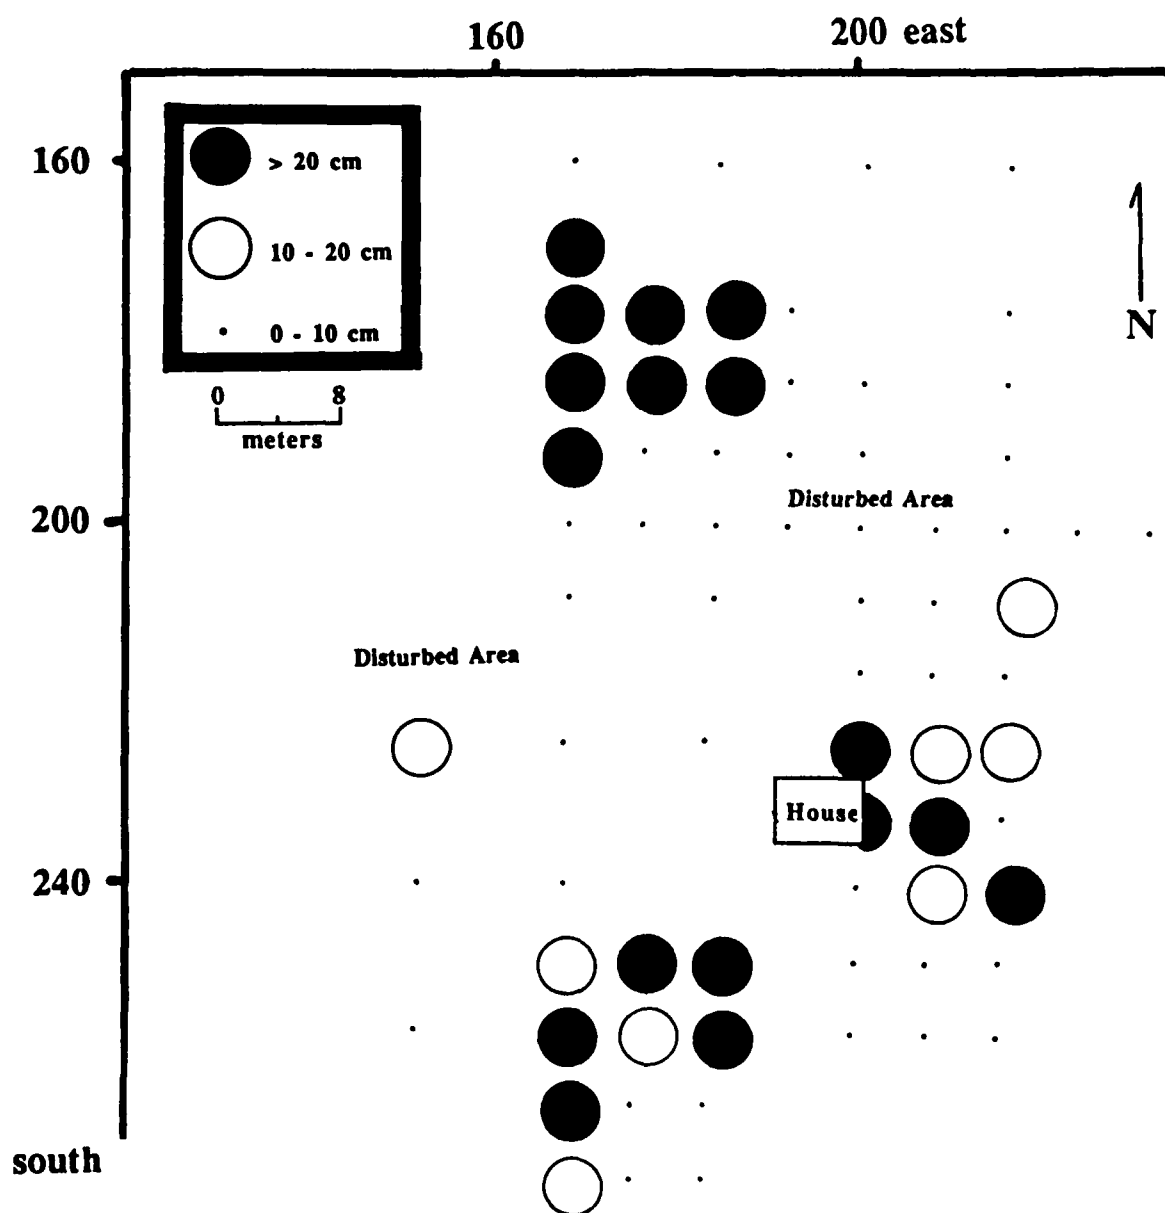 160
200 east
160
> 20 cm
10 - 20 cm
0 - 10 cm
0
8
meters
N
Disturbed Area
200
Disturbed Area
House
240
south